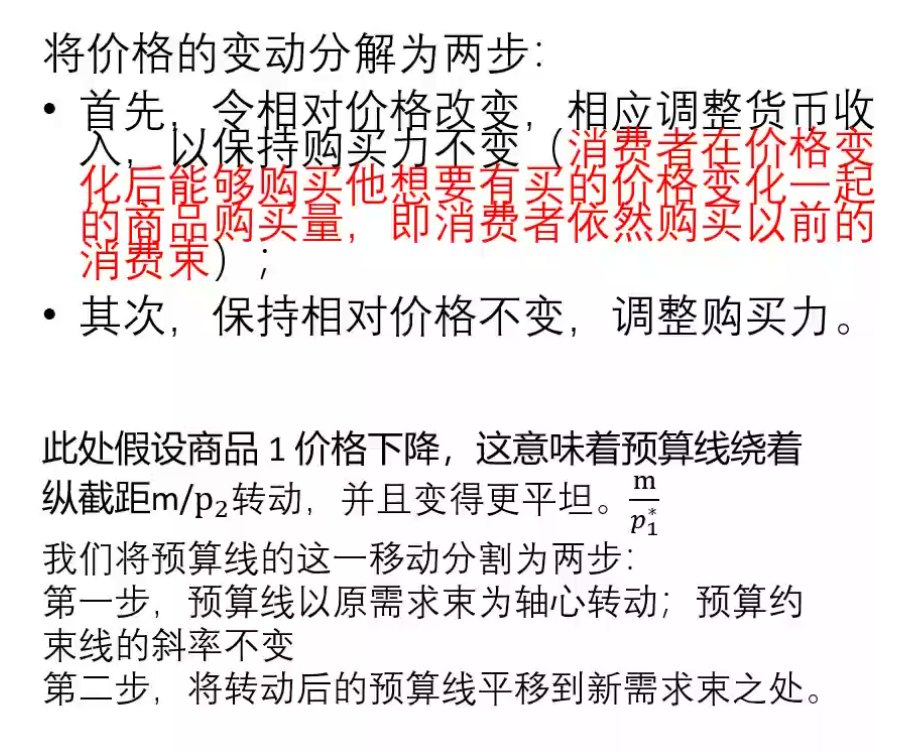 将价格的变动分解为两步：
• 首先，令相对价格改变，相应调整货币收
入，以保持购买力不变（消费者在价格变
化后能够购买他想要有买的价格变化一起
的商品购买量，即消费者依然购买以前的
消费束）；
• 其次，保持相对价格不变，调整购买力。
此处假设商品 1 价格下降，这意味着预算线绕着
纵截距m/p₂转动，并且变得更平坦。m/p₁*
我们将预算线的这一移动分割为两步：
第一步，预算线以原需求束为轴心转动；预算约
束线的斜率不变
第二步，将转动后的预算线平移到新需求束之处。